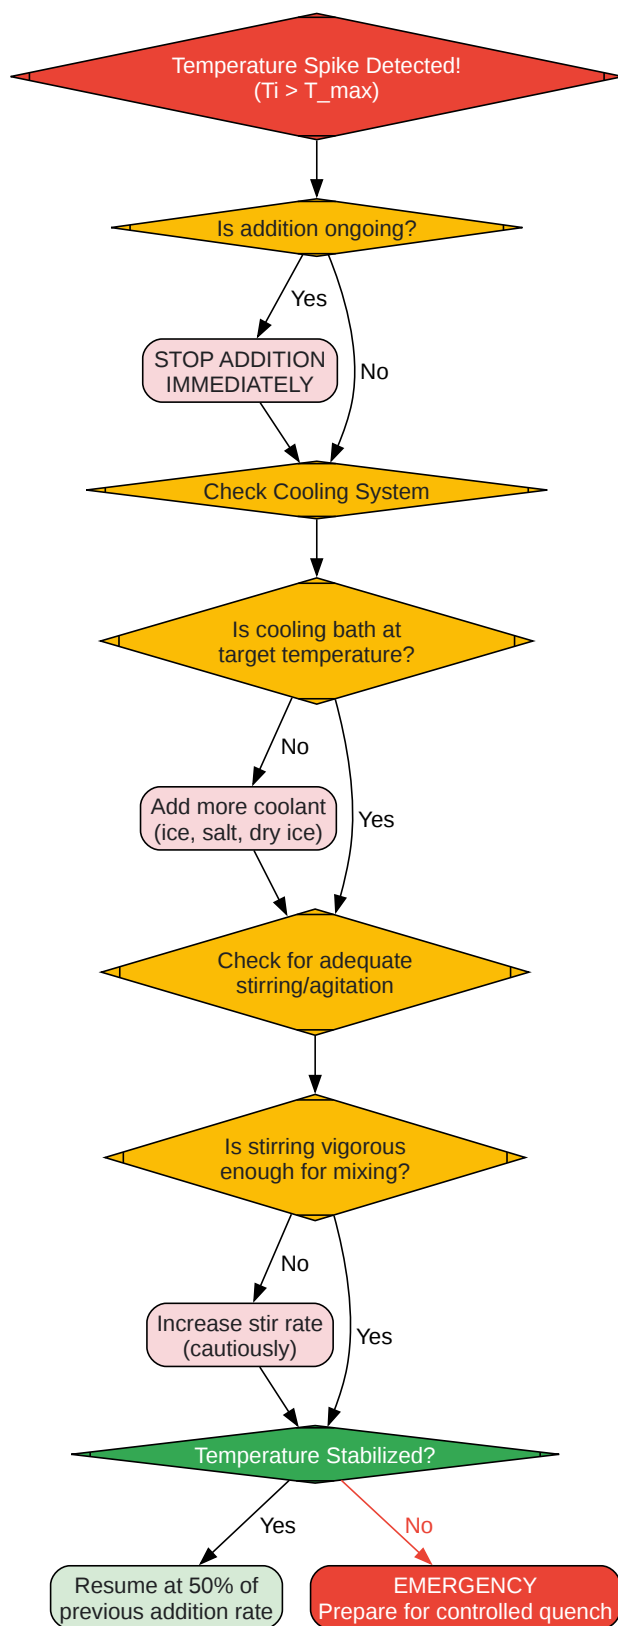 Temperature Spike Detected!
(Ti > T_max)
Is addition ongoing?
Yes
STOP ADDITION
IMMEDIATELY
No
Check Cooling System
Is cooling bath at
target temperature?
No
Add more coolant
(ice, salt, dry ice)
Yes
Check for adequate
stirring/agitation
Is stirring vigorous
enough for mixing?
No
Increase stir rate
(cautiously)
Yes
Temperature Stabilized?
Yes
No
Resume at 50% of
previous addition rate
EMERGENCY
Prepare for controlled quench